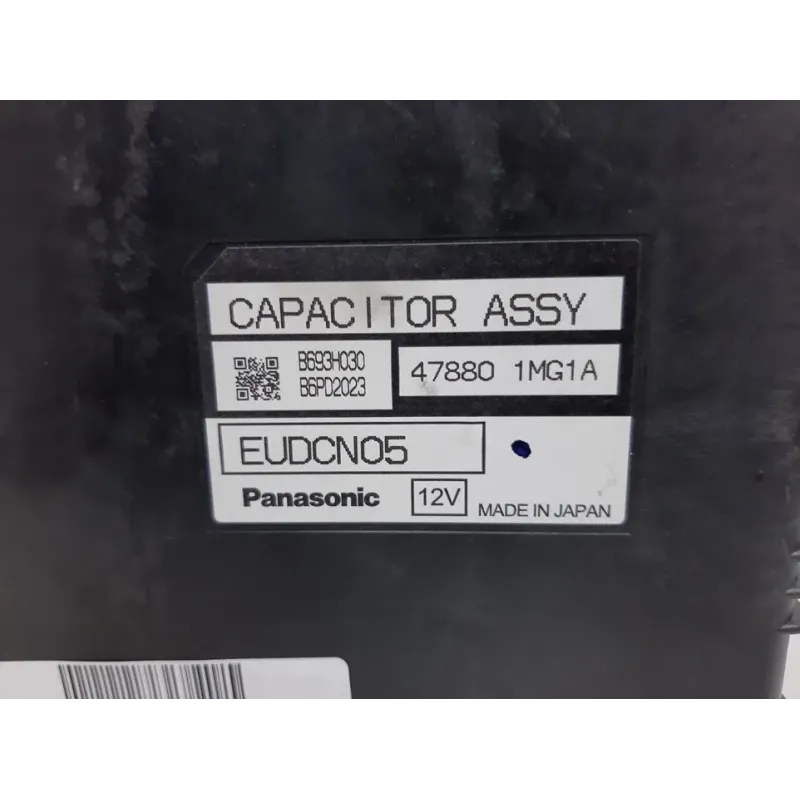 CAPACITOR ASSY
B693H030
B6PD2023
47880 1MG1A
EUDCN05
Panasonic 12V MADE IN JAPAN